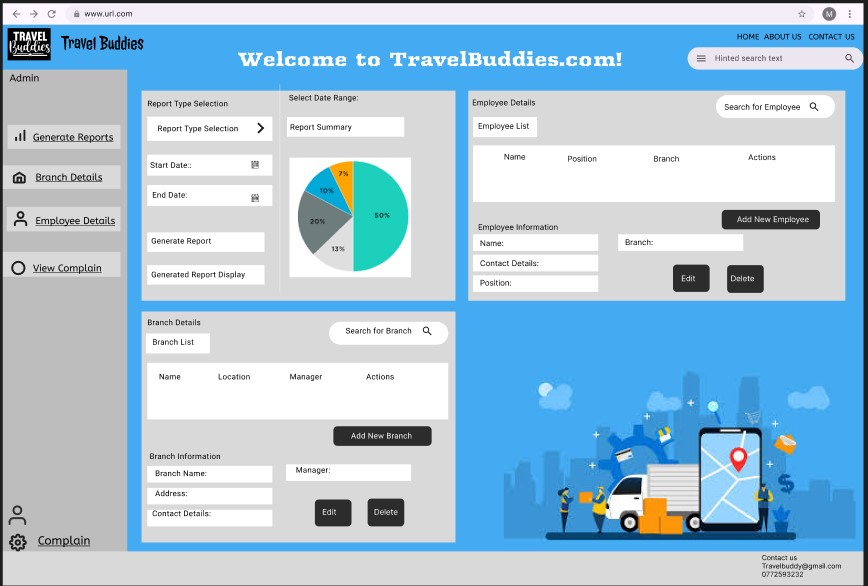 www.url.com
M
TRAVEL
Buddies
Travel Buddies
HOME ABOUT US CONTACT US
Welcome to TravelBuddies.com!
Hinted search text
Admin
Generate Reports
Branch Details
Employee Details
View Complain
Complain
Report Type Selection
Report Type Selection
Start Date::
End Date:
Generate Report
Generated Report Display
Select Date Range:
Report Summary
7%
10%
20%
13%
50%
Employee Details
Search for Employee
Employee List
Name Position Branch Actions
Add New Employee
Employee Information
Name:
Branch:
Contact Details:
Position:
Edit
Delete
Branch Details
Search for Branch
Branch List
Name Location Manager Actions
Add New Branch
Branch Information
Branch Name:
Manager:
Address:
Contact Details:
Edit
Delete
Contact us
Travelbuddy@gmail.com
0772593232